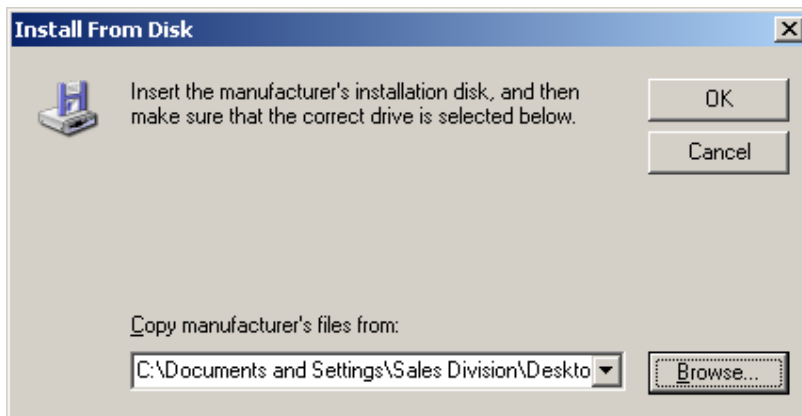 Install From Disk
Insert the manufacturer's installation disk, and then
make sure that the correct drive is selected below.
OK
Cancel
Copy manufacturer's files from:
C:\Documents and Settings\Sales Division\Deskto
Browse...